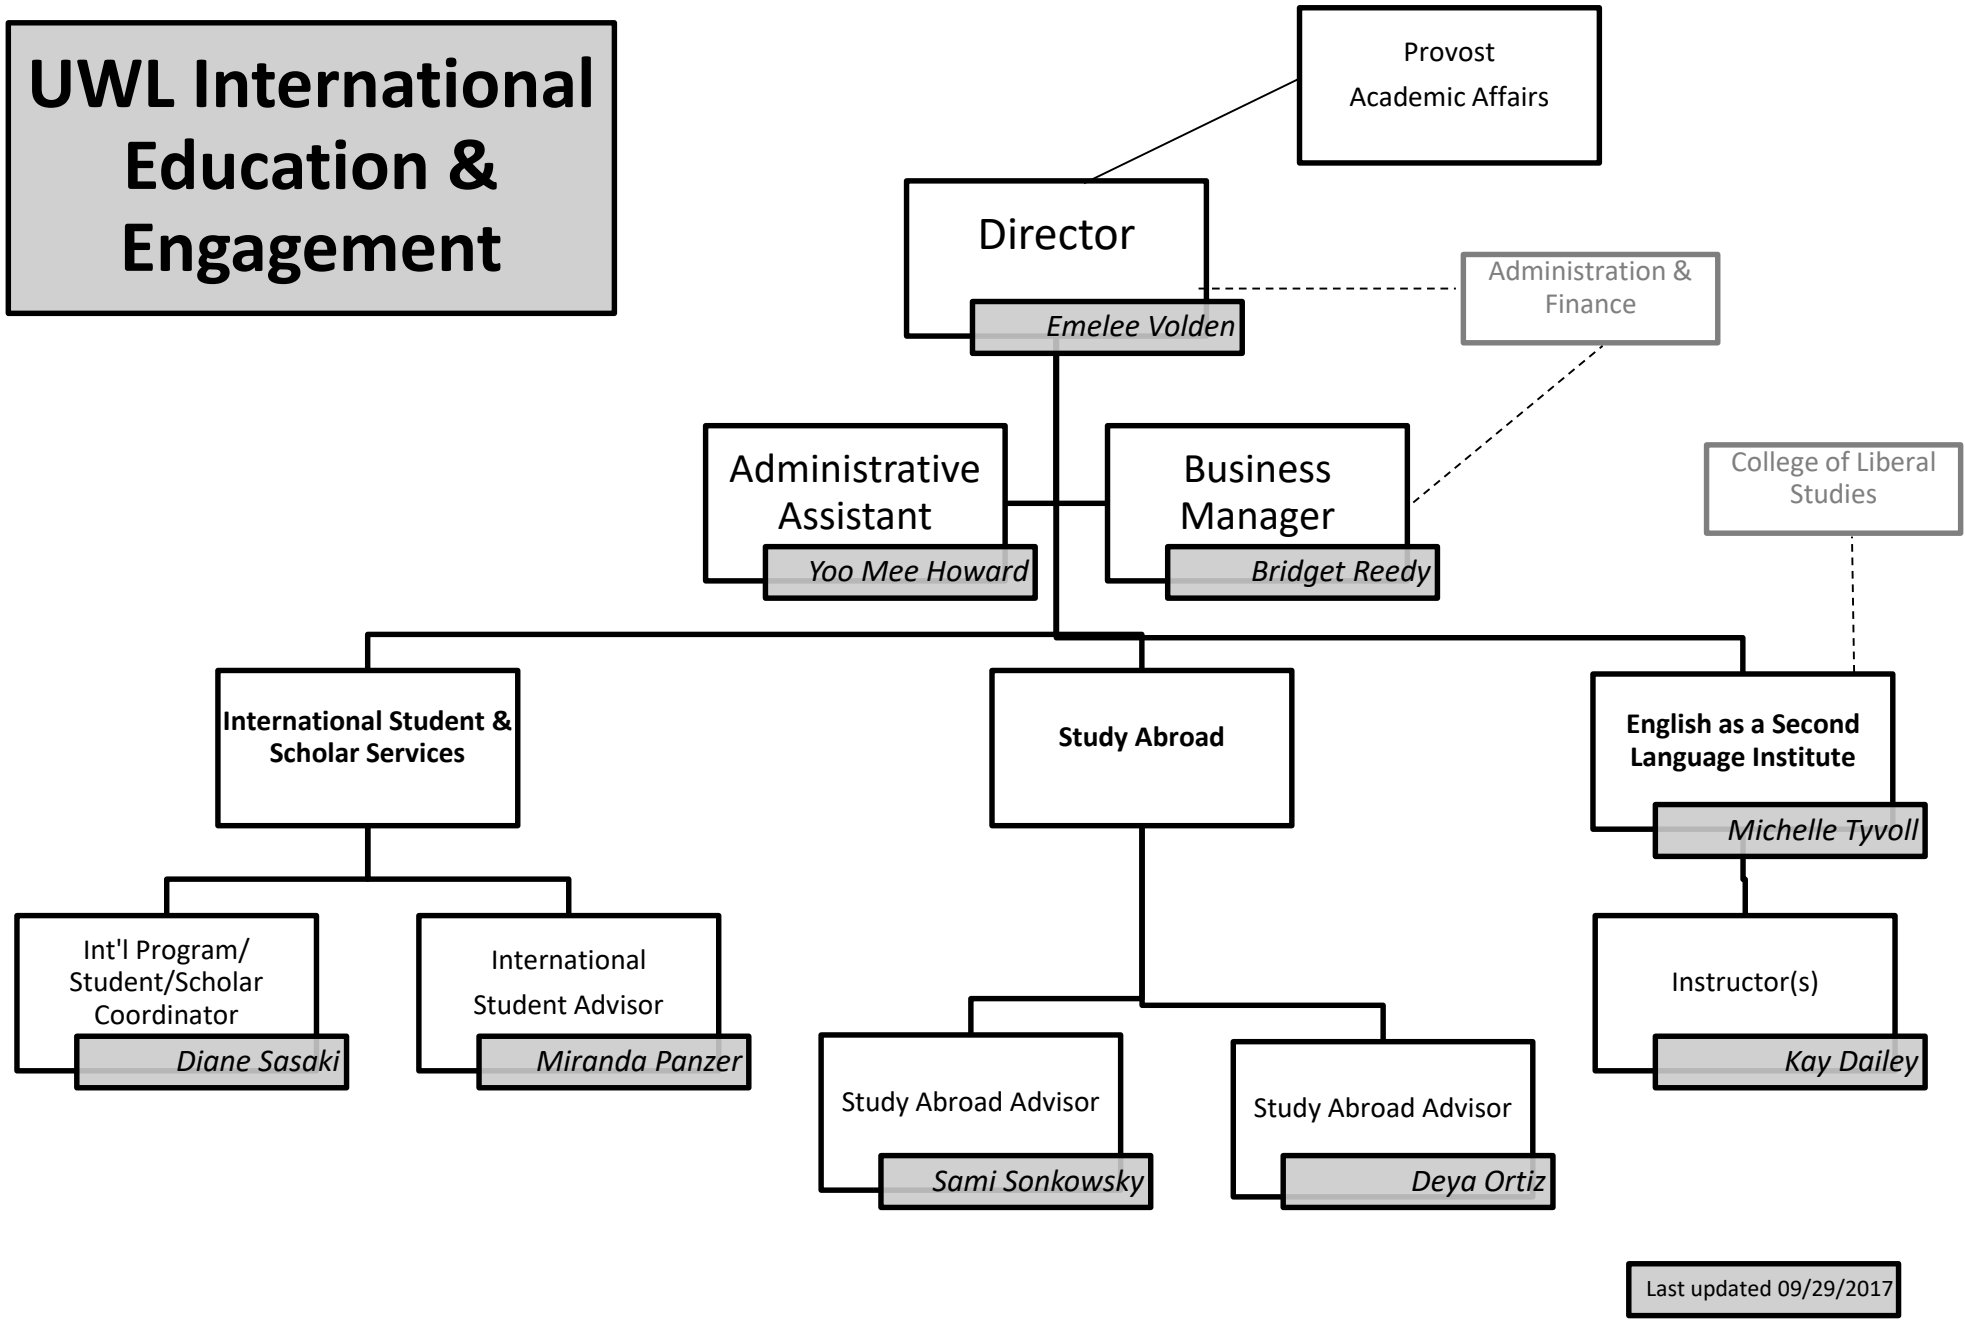 UWL International
Education &
Engagement
Provost
Academic Affairs
Director
Emelee Volden
Administration &
Finance
Administrative
Assistant
Yoo Mee Howard
Business
Manager
Bridget Reedy
College of Liberal
Studies
International Student &
Scholar Services
Study Abroad
English as a Second
Language Institute
Michelle Tyvoll
Int'l Program/
Student/Scholar
Coordinator
Diane Sasaki
International
Student Advisor
Miranda Panzer
Study Abroad Advisor
Sami Sonkowsky
Study Abroad Advisor
Deya Ortiz
Instructor(s)
Kay Dailey
Last updated 09/29/2017